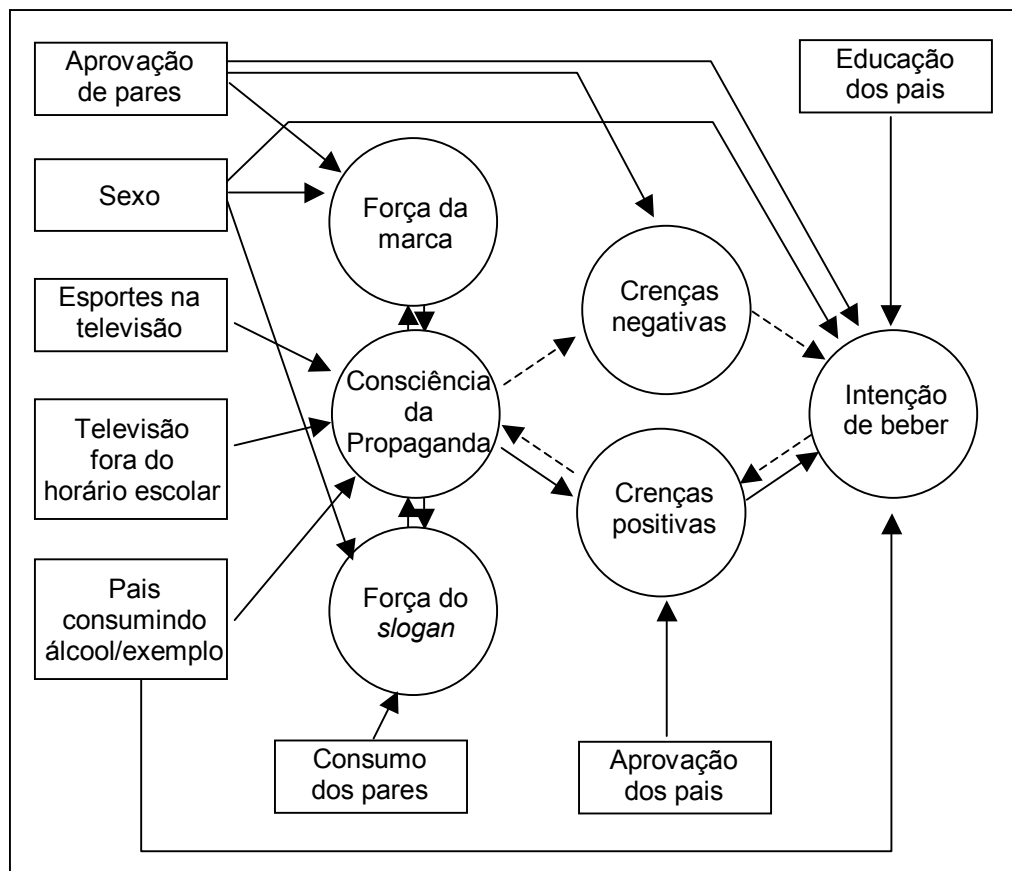 Aprovação
de pares
Educação
dos pais
Sexo
Força da
marca
Esportes na
televisão
Crenças
negativas
Consciência
da
Propaganda
Intenção
de beber
Televisão
fora do
horário escolar
Crenças
positivas
Pais
consumindo
álcool/exemplo
Força do
slogan
Consumo
dos pares
Aprovação
dos pais